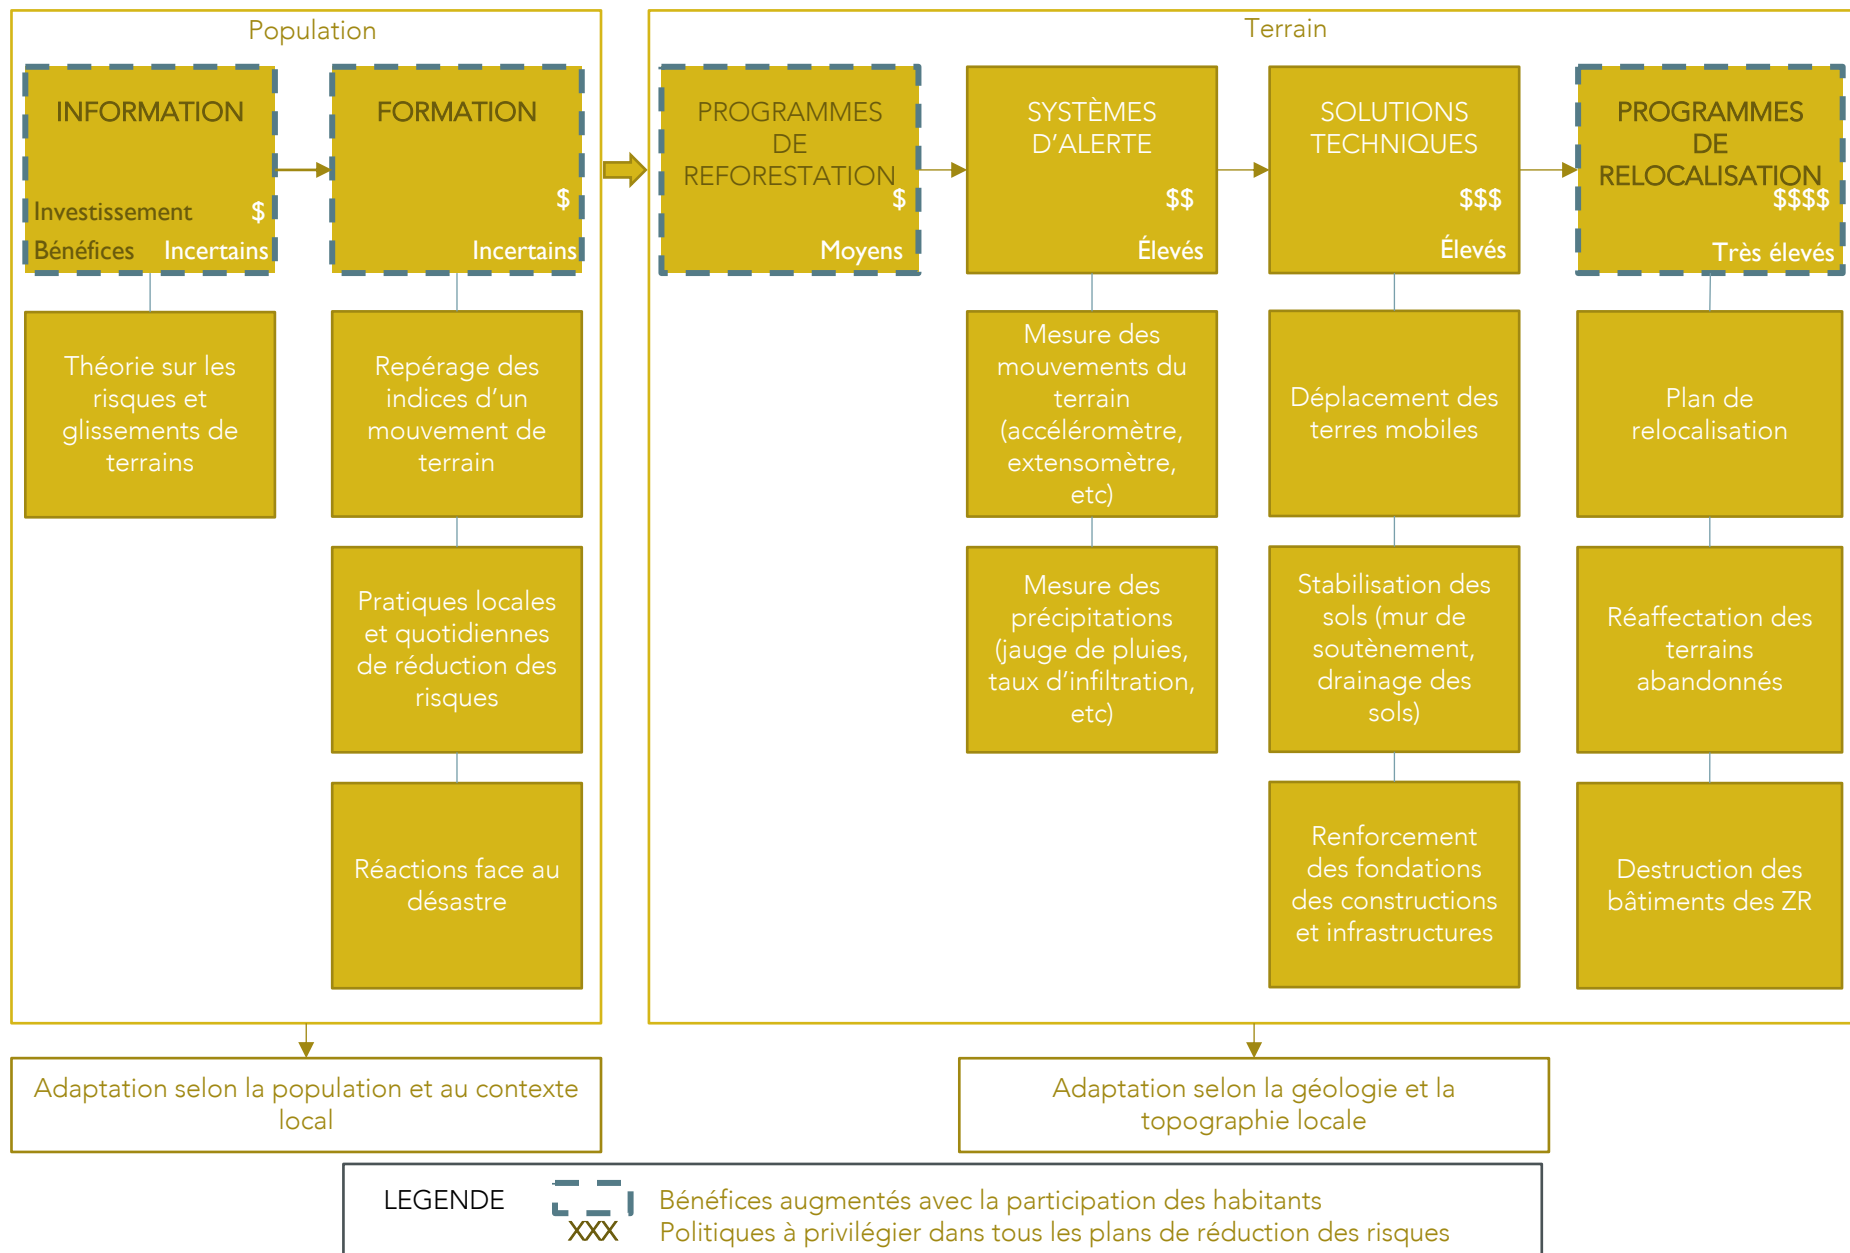 Population
INFORMATION
Investissement $
Bénéfices Incertains
Théorie sur les
risques et
glissements de
terrains
FORMATION
$
Incertains
Repérage des
indices d'un
mouvement de
terrain
Pratiques locales
et quotidiennes
de réduction des
risques
Réactions face au
désastre
Adaptation selon la population et au contexte
local
Terrain
PROGRAMMES
DE
REFORESTATION
$
Moyens
SYSTÈMES
D'ALERTE
$$
Élevés
Mesure des
mouvements du
terrain
(accéléromètre,
extensomètre,
etc)
Mesure des
précipitations
(jauge de pluies,
taux d'infiltration,
etc)
SOLUTIONS
TECHNIQUES
$$$
Élevés
Déplacement des
terres mobiles
Stabilisation des
sols (mur de
soutènement,
drainage des
sols)
Renforcement
des fondations
des constructions
et infrastructures
PROGRAMMES
DE
RELOCALISATION
$$$$
Très élevés
Plan de
relocalisation
Réaffectation des
terrains
abandonnés
Destruction des
bâtiments des ZR
Adaptation selon la géologie et la
topographie locale
LEGENDE
Bénéfices augmentés avec la participation des habitants
XXX Politiques à privilégier dans tous les plans de réduction des risques